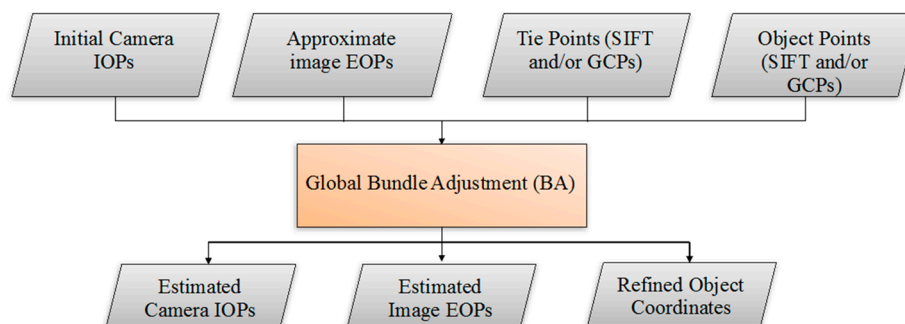 Initial Camera
IOPs
Approximate
image EOPs
Tie Points (SIFT
and/or GCPs)
Object Points
(SIFT and/or
GCPs)
Global Bundle Adjustment (BA)
Estimated
Camera IOPs
Estimated
Image EOPs
Refined Object
Coordinates